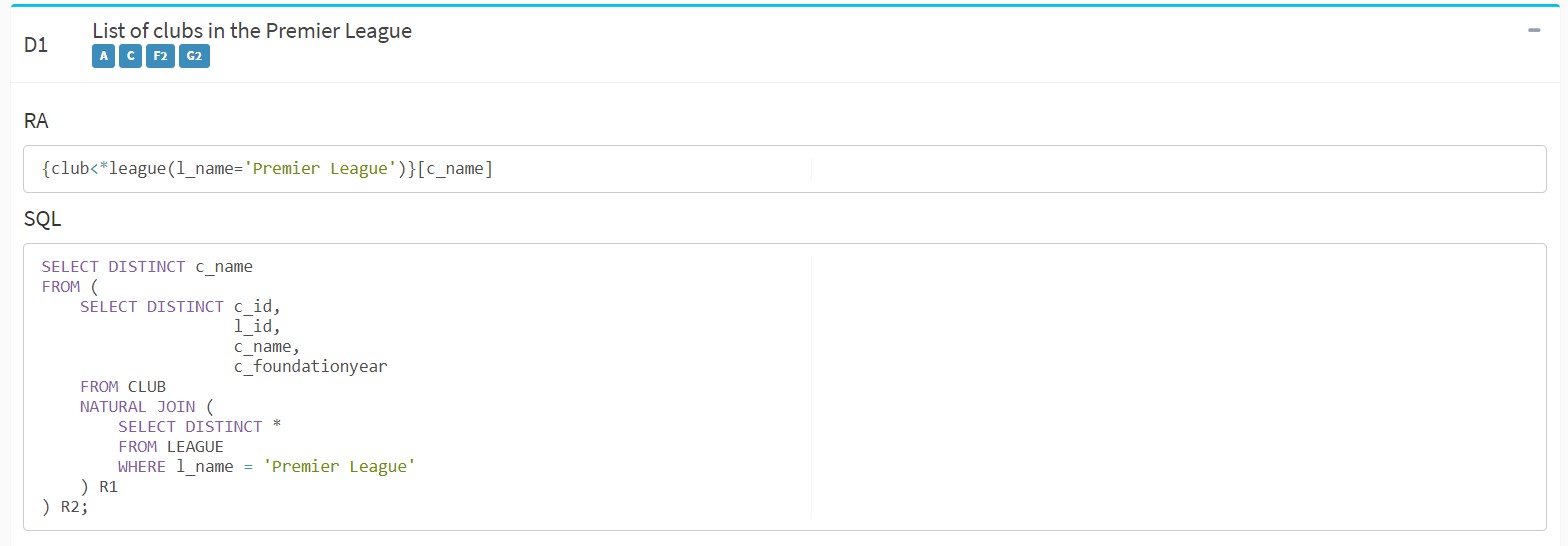 D1
List of clubs in the Premier League
A C F2 G2
RA
{club<*league(l_name='Premier League')}[c_name]
SQL
SELECT DISTINCT c_name
FROM (
    SELECT DISTINCT c_id,
                    l_id,
                    c_name,
                    c_foundationyear
    FROM CLUB
    NATURAL JOIN (
        SELECT DISTINCT *
        FROM LEAGUE
        WHERE l_name = 'Premier League'
    ) R1
) R2;